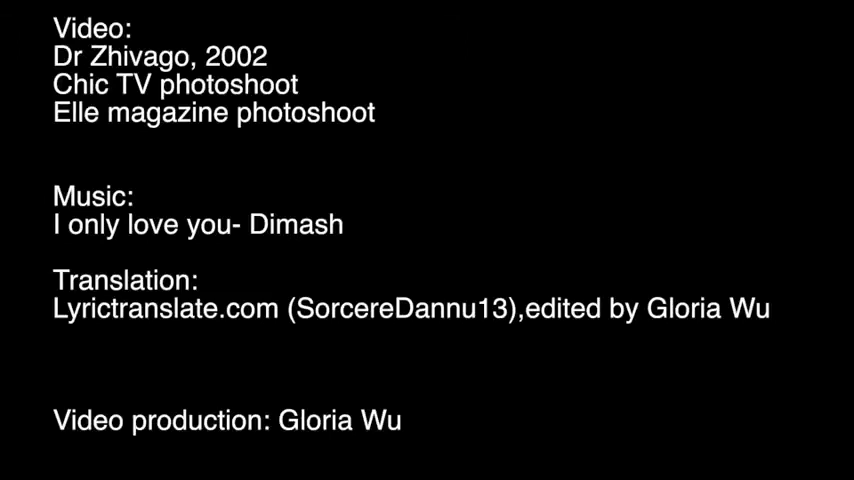 Video:
Dr Zhivago, 2002
Chic TV photoshoot
Elle magazine photoshoot
Music:
I only love you- Dimash
Translation:
Lyrictranslate.com (SorcereDannu13),edited by Gloria Wu
Video production: Gloria Wu